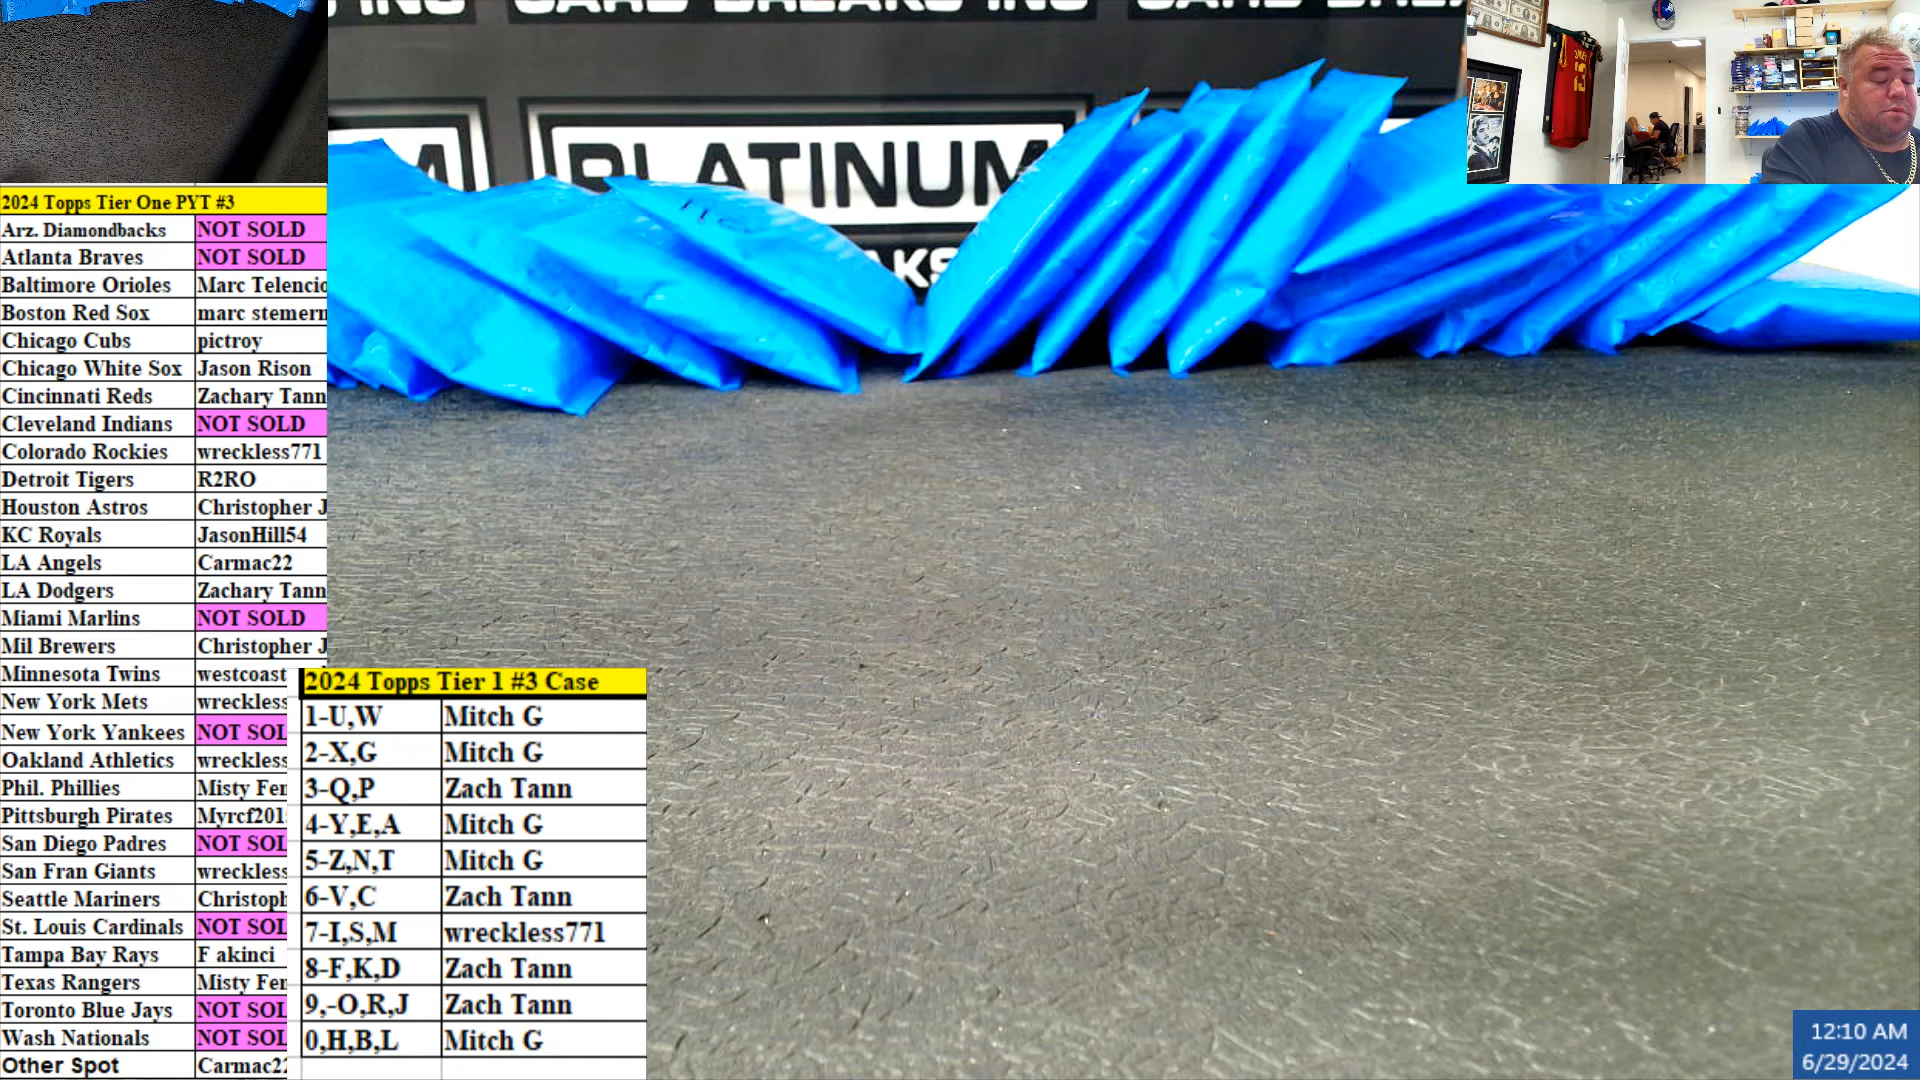 CARD BREAKS INC
PLATINUM
2024 Topps Tier One PYT #3
Arz. Diamondbacks NOT SOLD
Atlanta Braves NOT SOLD
Baltimore Orioles Marc Telencio
Boston Red Sox marc stemern
Chicago Cubs pictroy
Chicago White Sox Jason Rison
Cincinnati Reds Zachary Tann
Cleveland Indians NOT SOLD
Colorado Rockies wreckless771
Detroit Tigers R2RO
Houston Astros Christopher J
KC Royals JasonHill54
LA Angels Carmac22
LA Dodgers Zachary Tann
Miami Marlins NOT SOLD
Mil Brewers Christopher J
Minnesota Twins westcoast
New York Mets wreckless
New York Yankees NOT SOL
Oakland Athletics wreckless
Phil. Phillies Misty Fer
Pittsburgh Pirates Myrcf201
San Diego Padres NOT SOL
San Fran Giants wreckless
Seattle Mariners Christoph
St. Louis Cardinals NOT SOL
Tampa Bay Rays F akinci
Texas Rangers Misty Fer
Toronto Blue Jays NOT SOL
Wash Nationals NOT SOL
Other Spot Carmac22
2024 Topps Tier 1 #3 Case
1-U,W Mitch G
2-X,G Mitch G
3-Q,P Zach Tann
4-Y,E,A Mitch G
5-Z,N,T Mitch G
6-V,C Zach Tann
7-I,S,M wreckless771
8-F,K,D Zach Tann
9,-O,R,J Zach Tann
0,H,B,L Mitch G
12:10 AM
6/29/2024